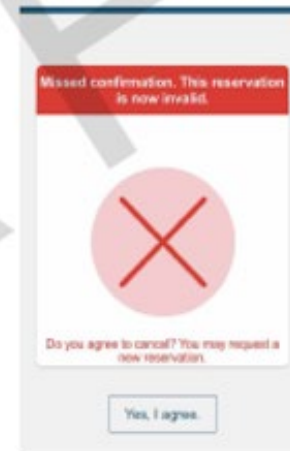 Missed confirmation. This reservation
is now invalid.
Do you agree to cancel? You may request a
new reservation.
Yes, I agree.